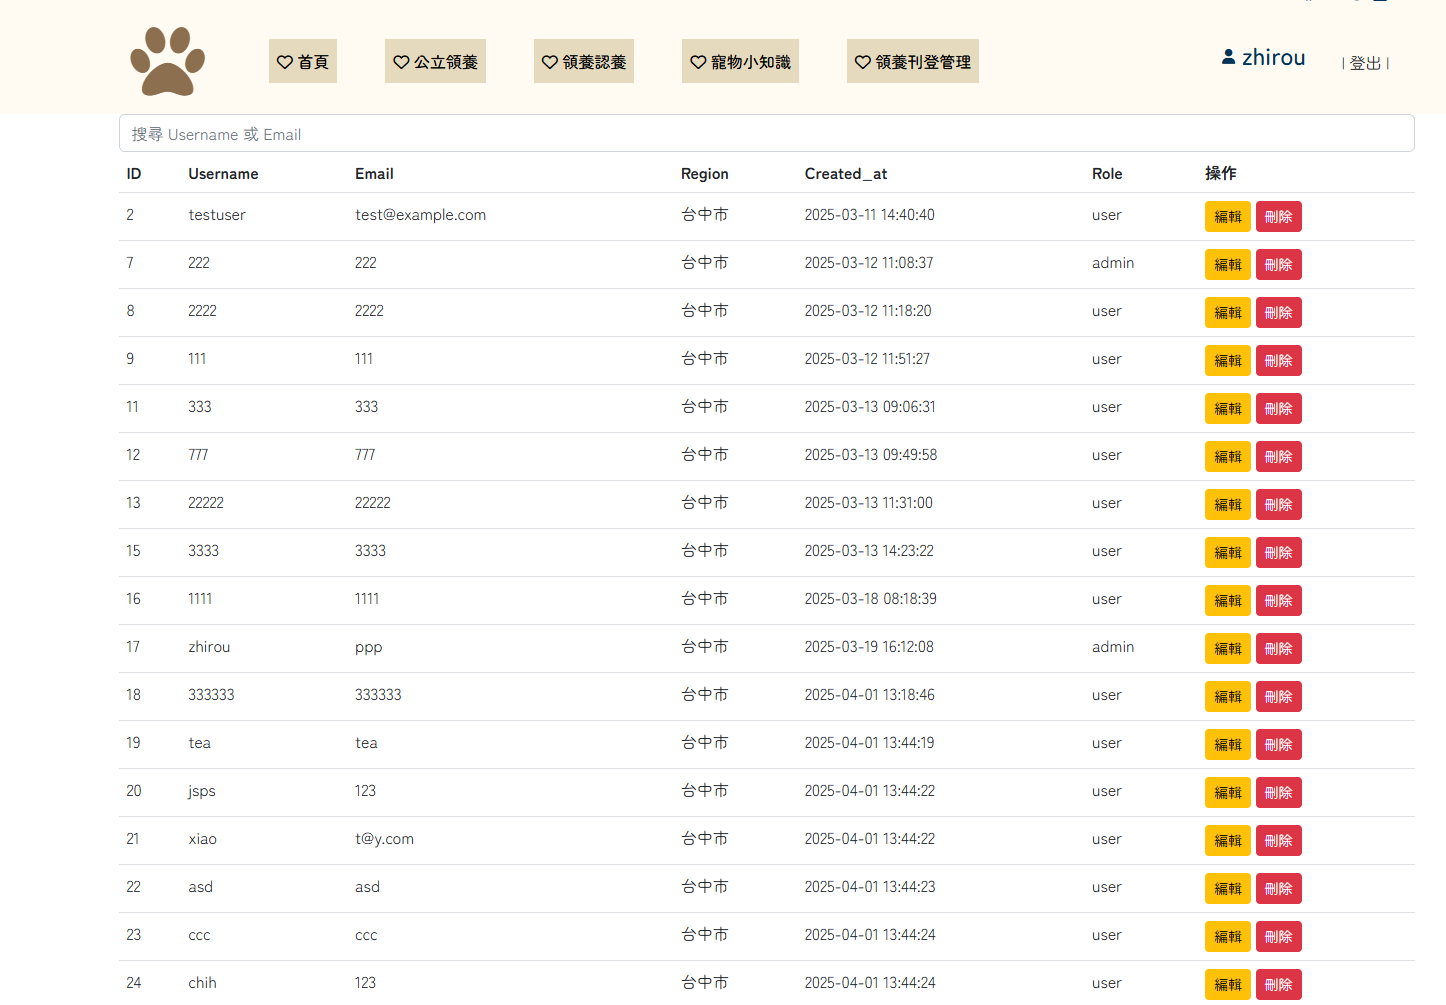 首頁 公立領養 領養認養 寵物小知識 領養刊登管理 zhirou | 登出 |
搜尋 Username 或 Email
ID Username Email Region Created_at Role 操作
2 testuser test@example.com 台中市 2025-03-11 14:40:40 user 編輯 刪除
7 222 222 台中市 2025-03-12 11:08:37 admin 編輯 刪除
8 2222 2222 台中市 2025-03-12 11:18:20 user 編輯 刪除
9 111 111 台中市 2025-03-12 11:51:27 user 編輯 刪除
11 333 333 台中市 2025-03-13 09:06:31 user 編輯 刪除
12 777 777 台中市 2025-03-13 09:49:58 user 編輯 刪除
13 22222 22222 台中市 2025-03-13 11:31:00 user 編輯 刪除
15 3333 3333 台中市 2025-03-13 14:23:22 user 編輯 刪除
16 1111 1111 台中市 2025-03-18 08:18:39 user 編輯 刪除
17 zhirou ppp 台中市 2025-03-19 16:12:08 admin 編輯 刪除
18 333333 333333 台中市 2025-04-01 13:18:46 user 編輯 刪除
19 tea tea 台中市 2025-04-01 13:44:19 user 編輯 刪除
20 jsps 123 台中市 2025-04-01 13:44:22 user 編輯 刪除
21 xiao t@y.com 台中市 2025-04-01 13:44:22 user 編輯 刪除
22 asd asd 台中市 2025-04-01 13:44:23 user 編輯 刪除
23 ccc ccc 台中市 2025-04-01 13:44:24 user 編輯 刪除
24 chih 123 台中市 2025-04-01 13:44:24 user 編輯 刪除